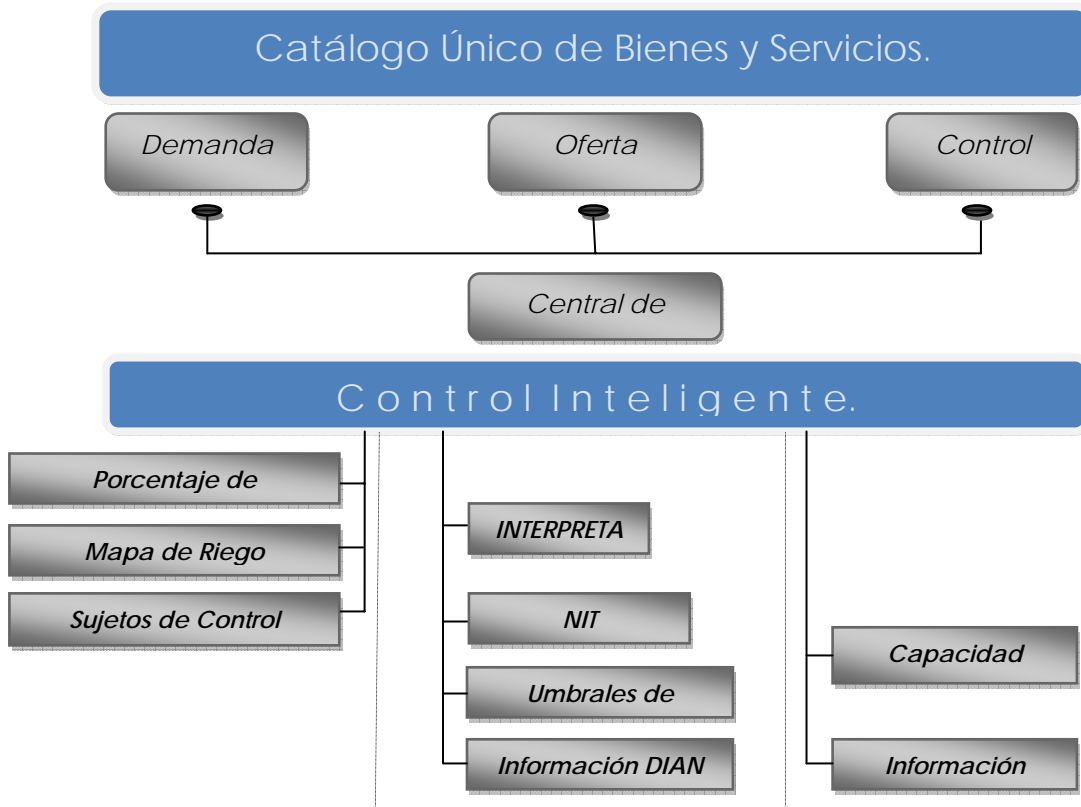 Catálogo Único de Bienes y Servicios.
Demanda
Oferta
Control
Central de
Control Inteligente.
Porcentaje de
Mapa de Riego
Sujetos de Control
INTERPRETA
NIT
Umbrales de
Información DIAN
Capacidad
Información